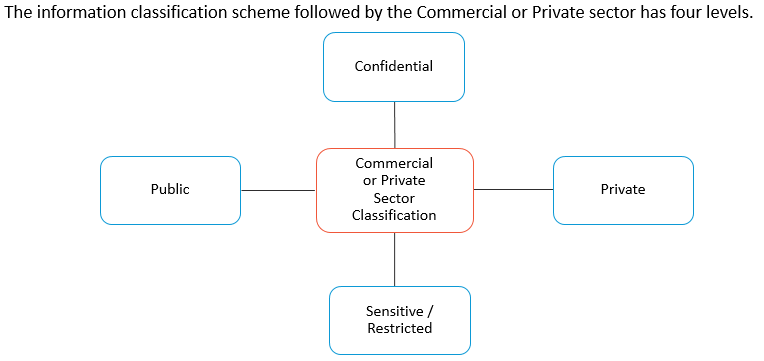 The information classification scheme followed by the Commercial or Private sector has four levels.
Confidential
Public
Commercial
or Private
Sector
Classification
Private
Sensitive /
Restricted